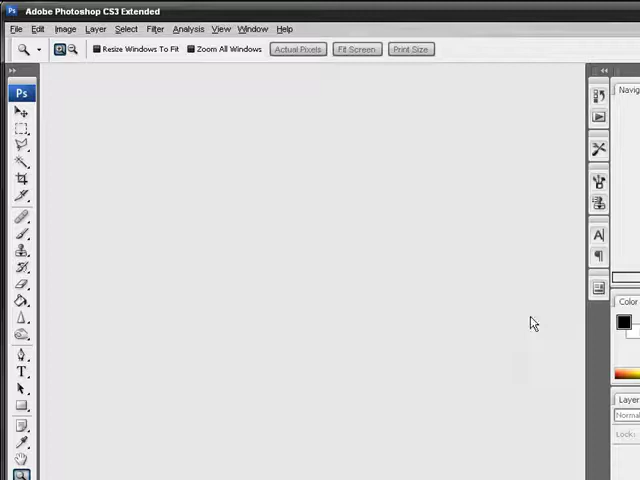 Ps Adobe Photoshop CS3 Extended
File Edit Image Layer Select Filter Analysis View Window Help
Resize Windows To Fit Zoom All Windows Actual Pixels Fit Screen Print Size
Ps
Navig
A
T
Color
Layer
Normal
Lock: